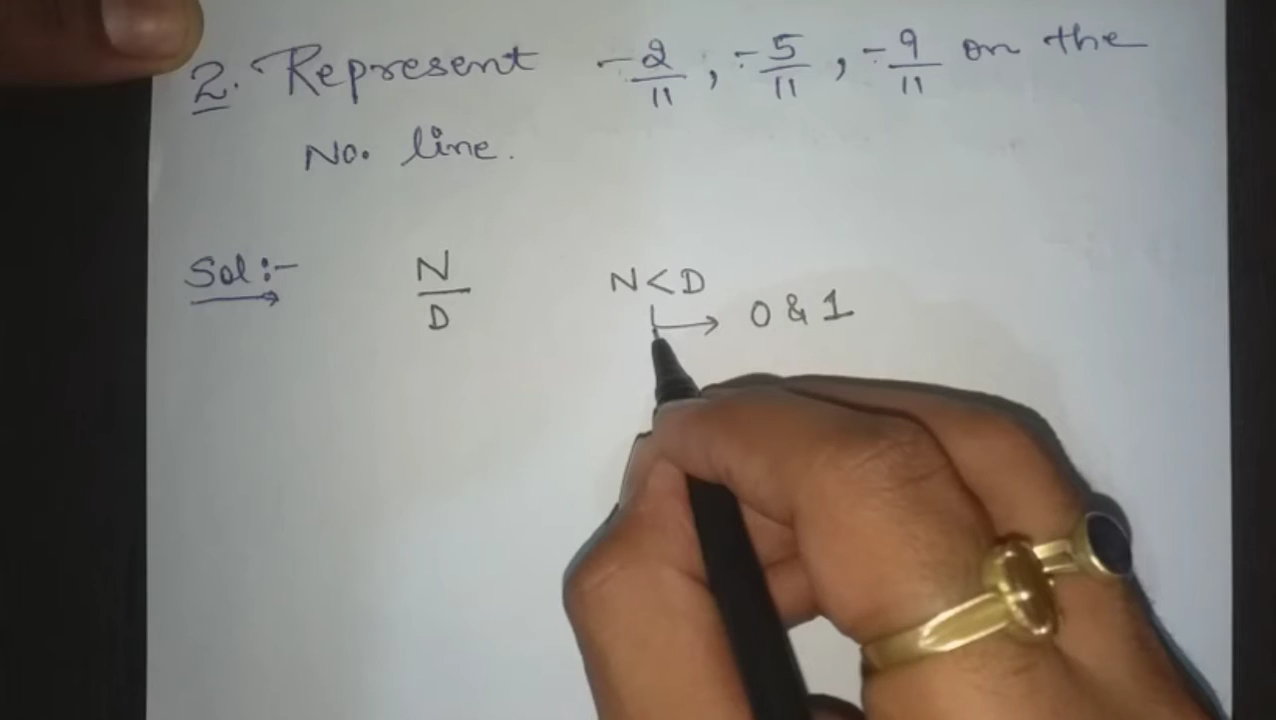 2. Represent -2/11, -5/11, -9/11 on the
No. line.
Sol:- N/D N<D
→ 0 & 1